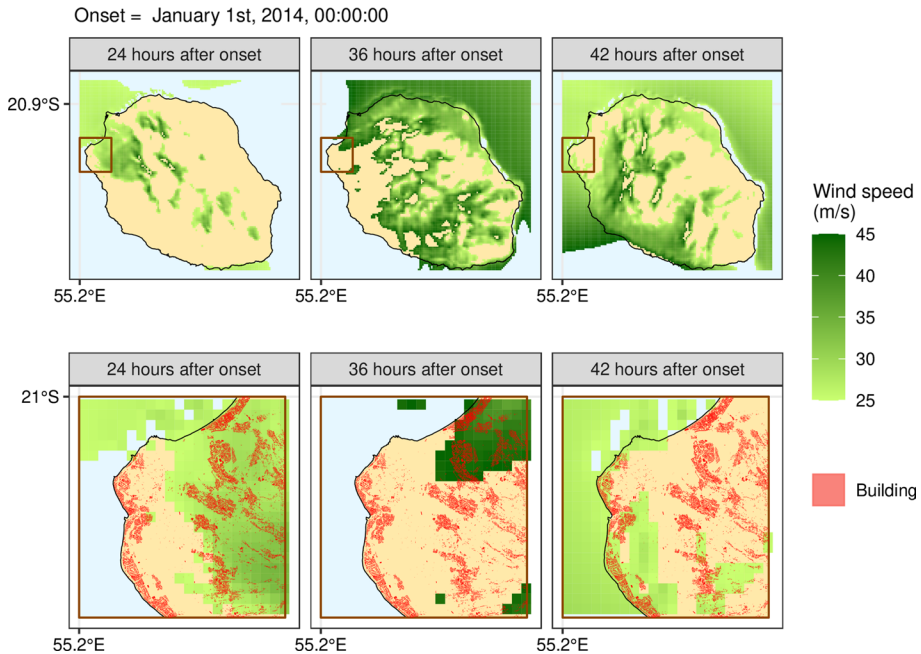 Onset =  January 1st, 2014, 00:00:00
24 hours after onset
36 hours after onset
42 hours after onset
20.9°S
55.2°E
55.2°E
55.2°E
Wind speed
(m/s)
45
40
35
30
25
Building
24 hours after onset
36 hours after onset
42 hours after onset
21°S
55.2°E
55.2°E
55.2°E